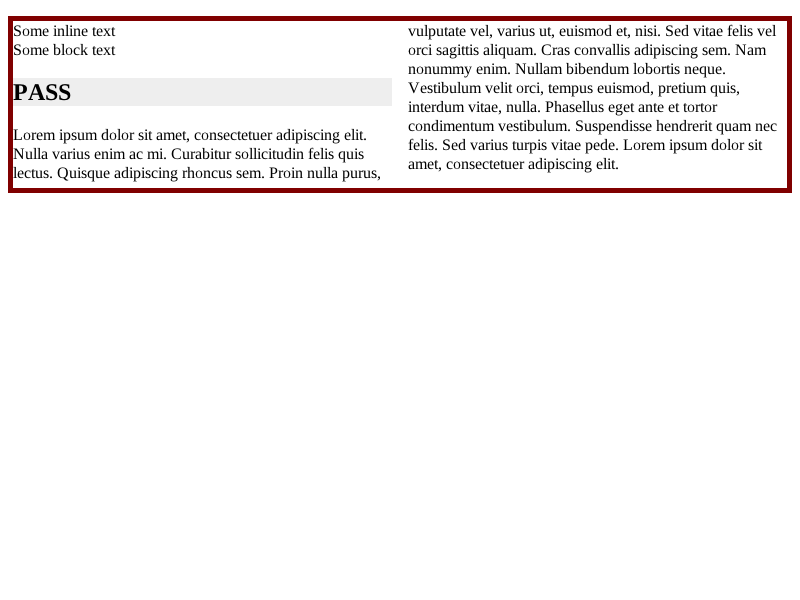 Some inline text
Some block text
PASS
Lorem ipsum dolor sit amet, consectetuer adipiscing elit.
Nulla varius enim ac mi. Curabitur sollicitudin felis quis
lectus. Quisque adipiscing rhoncus sem. Proin nulla purus,
vulputate vel, varius ut, euismod et, nisi. Sed vitae felis vel
orci sagittis aliquam. Cras convallis adipiscing sem. Nam
nonummy enim. Nullam bibendum lobortis neque.
Vestibulum velit orci, tempus euismod, pretium quis,
interdum vitae, nulla. Phasellus eget ante et tortor
condimentum vestibulum. Suspendisse hendrerit quam nec
felis. Sed varius turpis vitae pede. Lorem ipsum dolor sit
amet, consectetuer adipiscing elit.